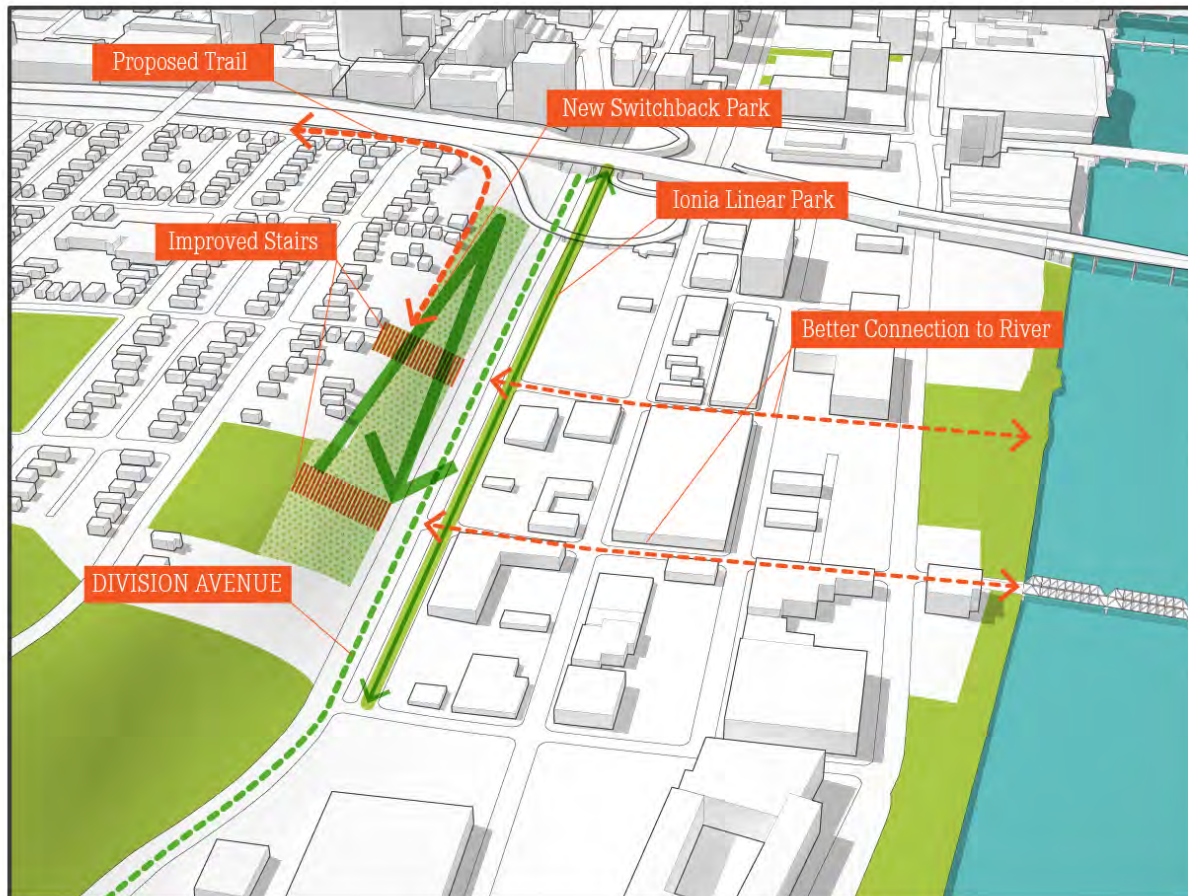 Proposed Trail
New Switchback Park
Ionia Linear Park
Improved Stairs
Better Connection to River
DIVISION AVENUE